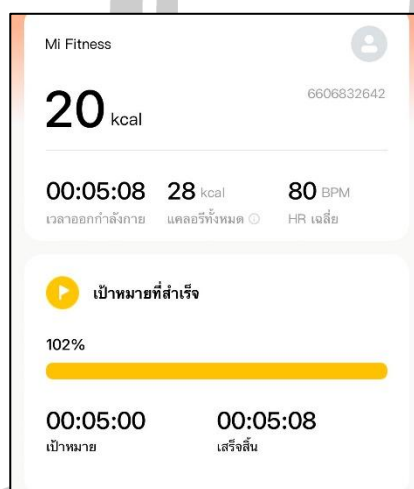 Mi Fitness
20 kcal
6606832642
00:05:08 28 kcal 80 BPM
เวลาออกกำลังกาย แคลอรีทั้งหมด HR เฉลี่ย
เป้าหมายที่สำเร็จ
102%
00:05:00 00:05:08
เป้าหมาย เสร็จสิ้น